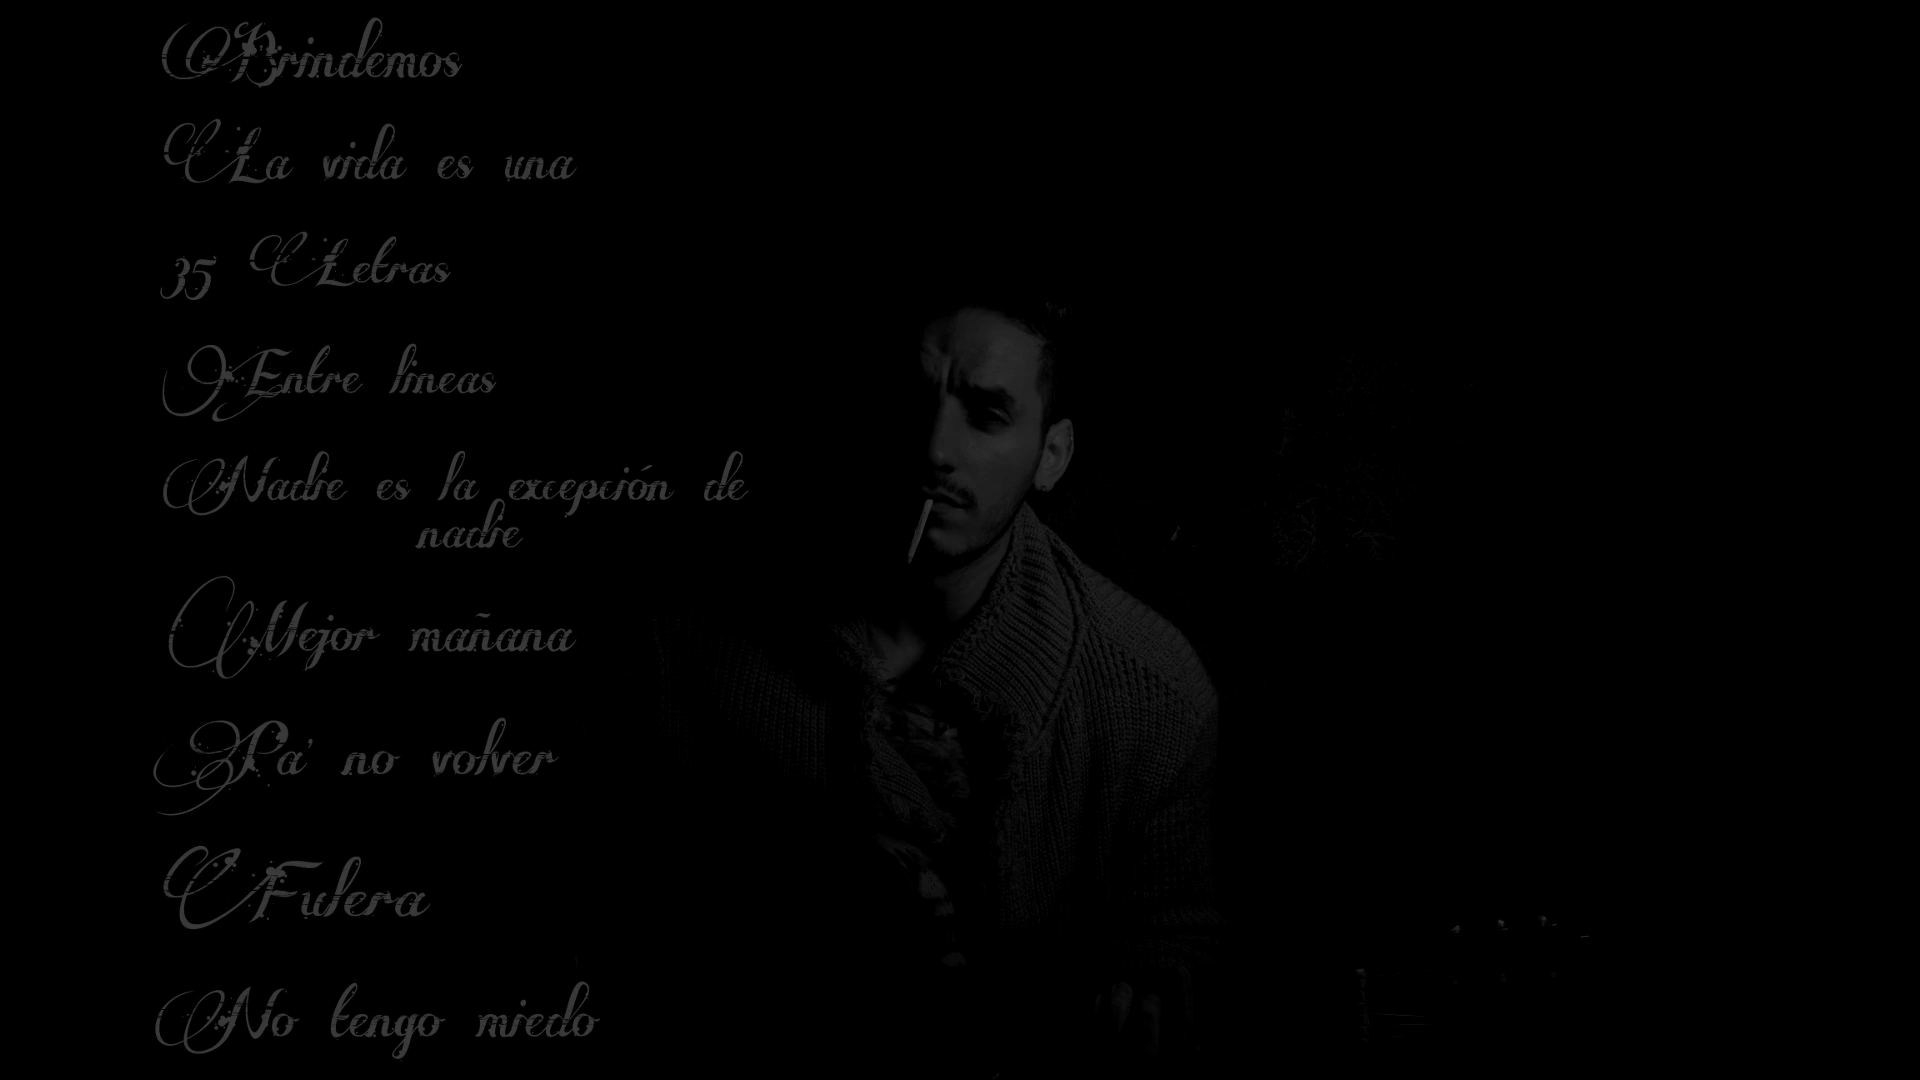 Brindemos
La vida es una
35 Letras
Entre lineas
Nadie es la excepción de
nadie
Mejor mañana
Pa' no volver
Fulera
No tengo miedo